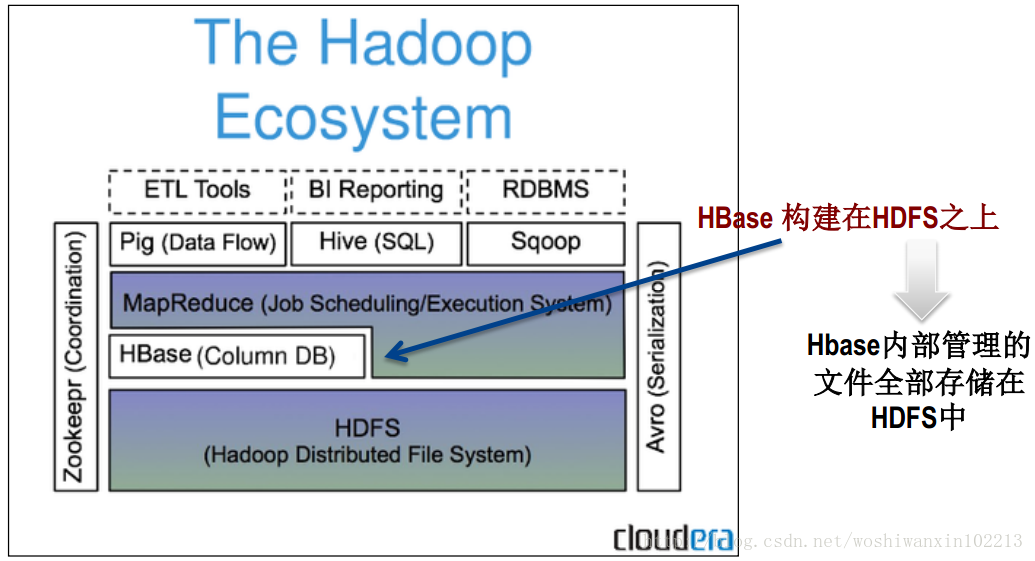 The Hadoop
Ecosystem
ETL Tools
BI Reporting
RDBMS
Pig (Data Flow)
Hive (SQL)
Sqoop
MapReduce (Job Scheduling/Execution System)
HBase (Column DB)
HDFS
(Hadoop Distributed File System)
Zookeepr (Coordination)
Avro (Serialization)
HBase 构建在HDFS之上
Hbase内部管理的
文件全部存储在
HDFS中
cloudera
http://blog.csdn.net/woshiwanxin102213